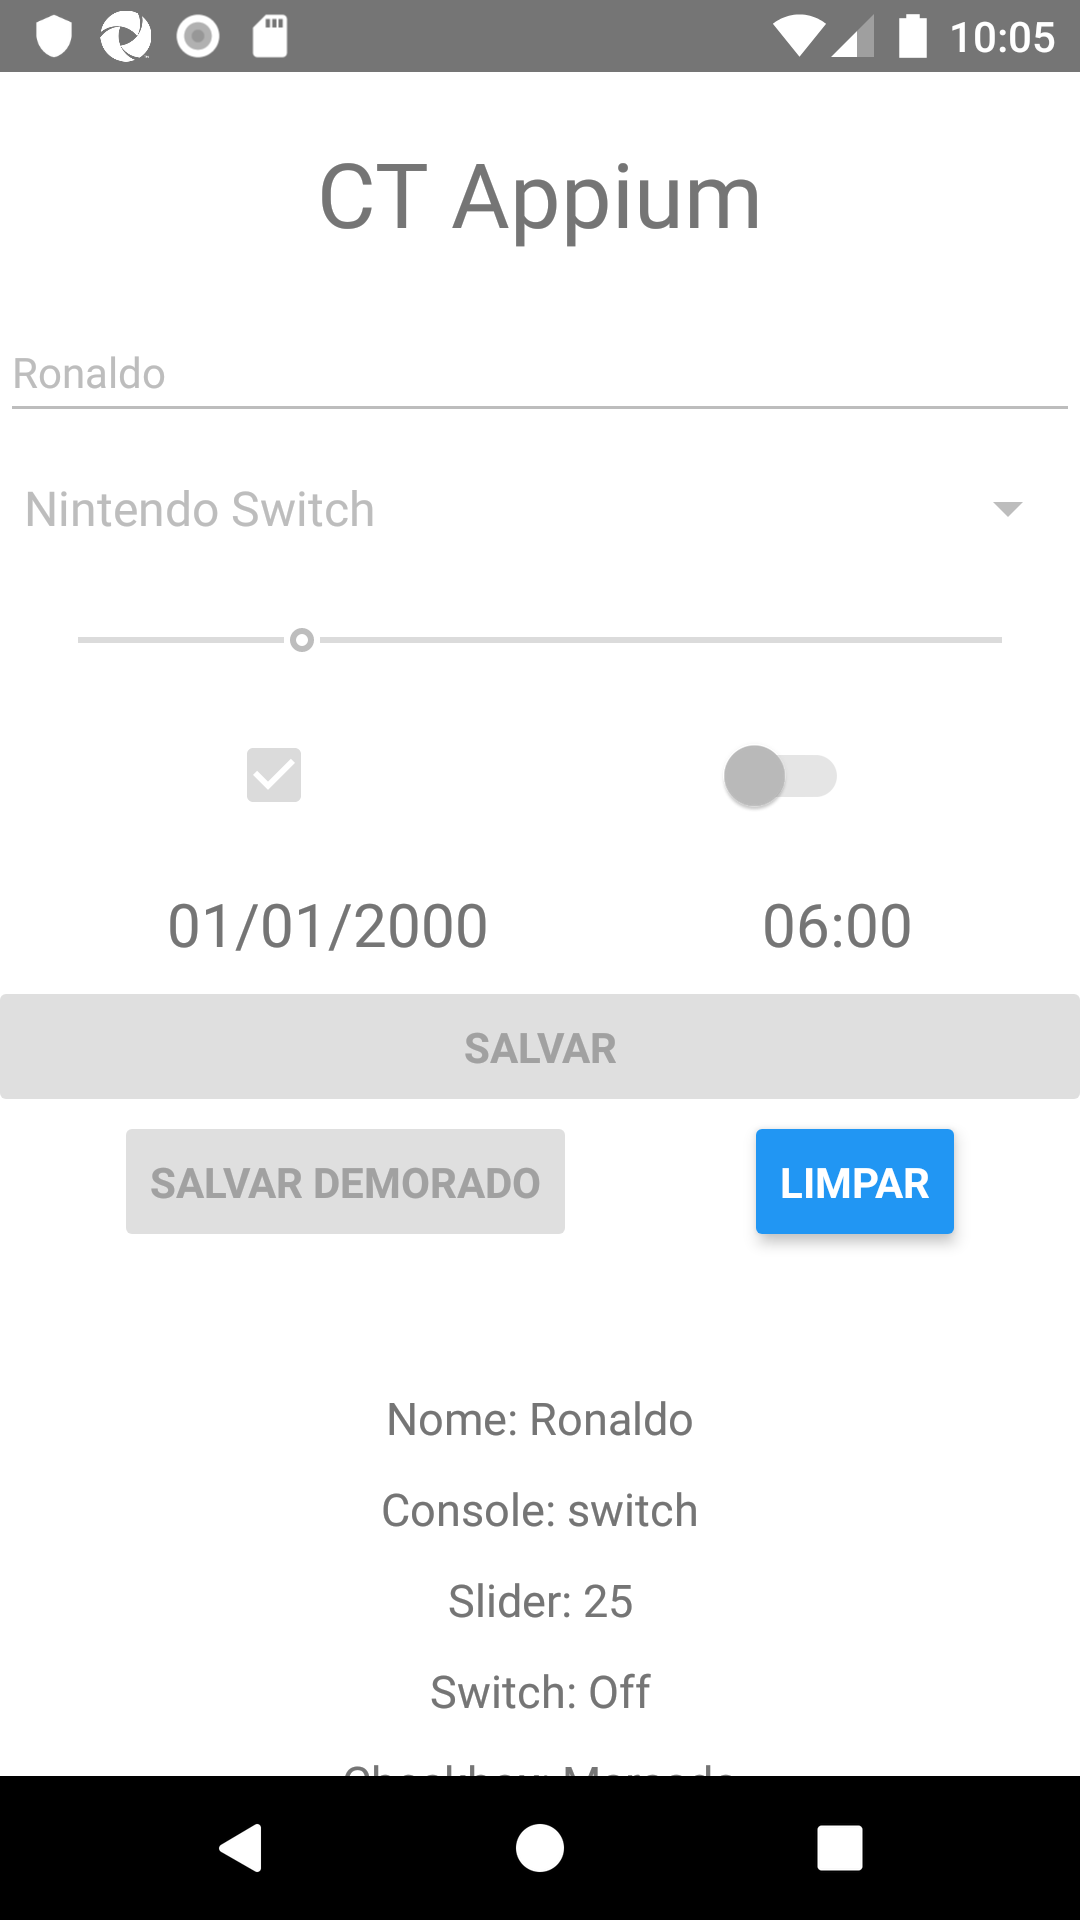 10:05
CT Appium
Ronaldo
Nintendo Switch
01/01/2000
06:00
SALVAR
SALVAR DEMORADO
LIMPAR
Nome: Ronaldo
Console: switch
Slider: 25
Switch: Off